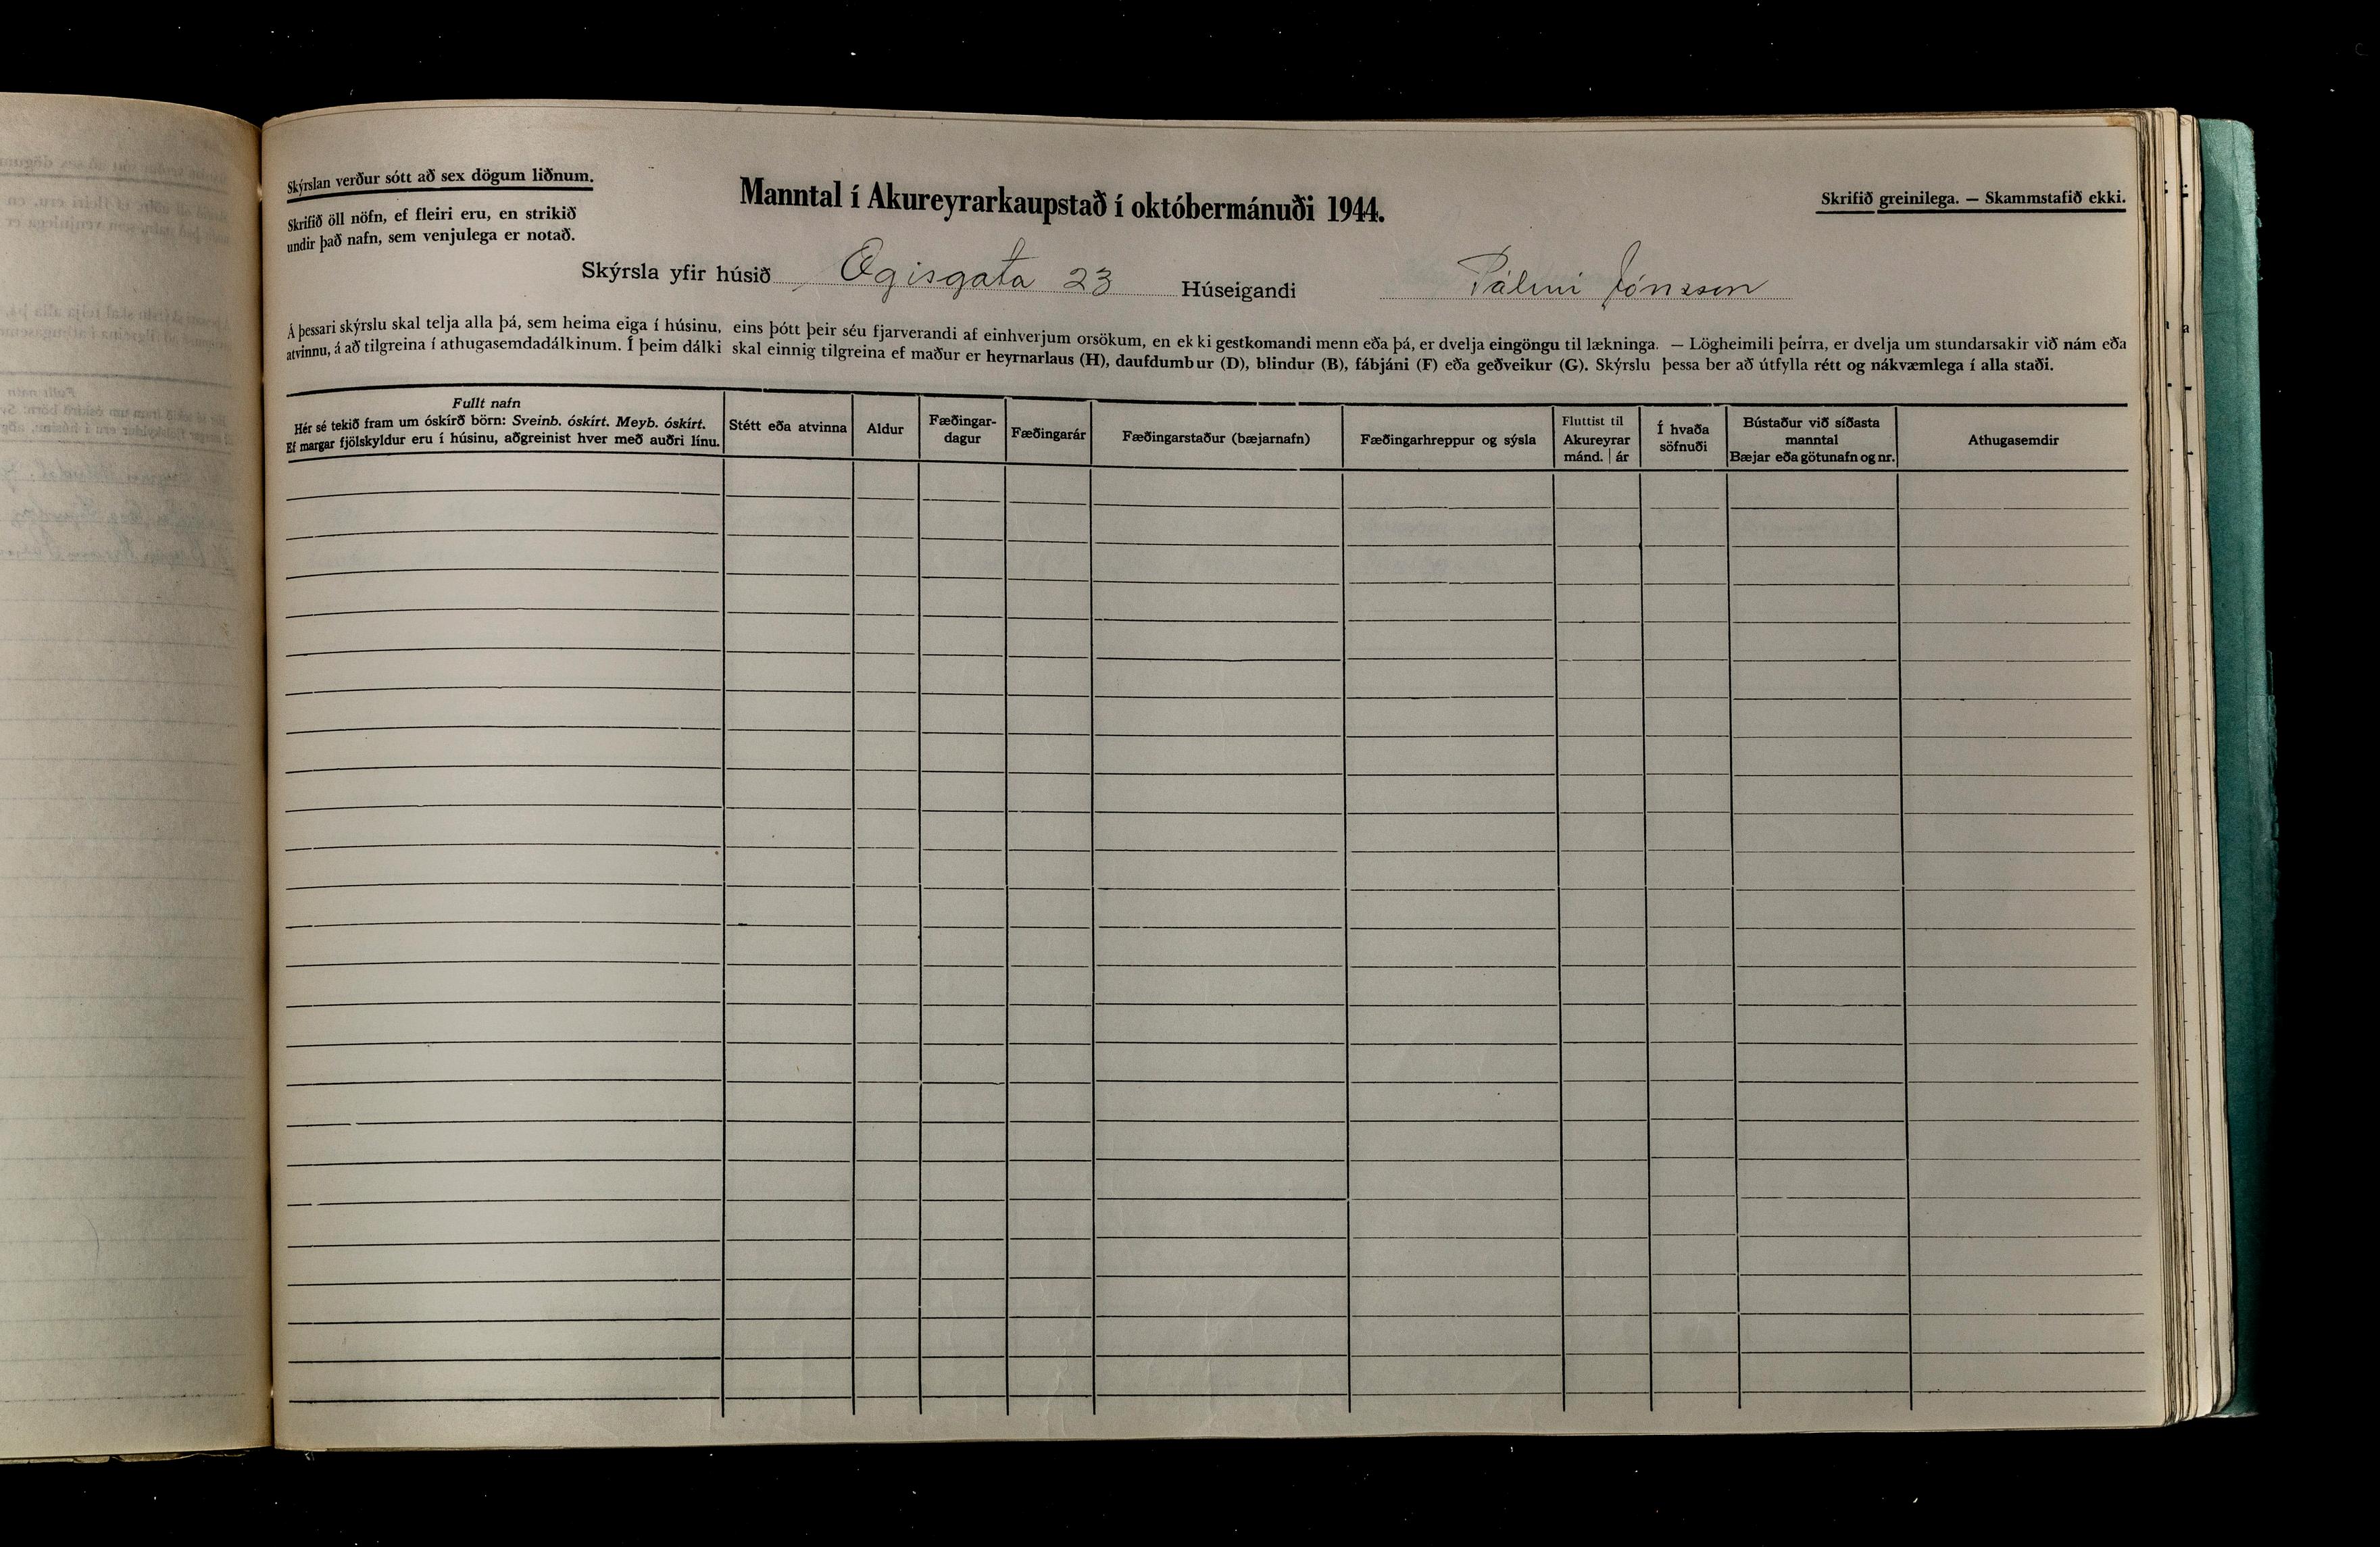 Skýrslan verður sótt að sex dögum liðnum.
Skrifið öll nöfn, ef fleiri eru, en strikið
undir það nafn, sem venjulega er notað.
Manntal í Akureyrarkaupstað í októbermánuði 1944.
Skrifið greinilega. — Skammstafið ekki.
Skýrsla yfir húsið Ægisgata 23 Húseigandi Pálmi Jónsson
Á þessari skýrslu skal telja alla þá, sem heima eiga í húsinu, eins þótt þeir séu fjarverandi af einhverjum orsökum, en ekki gestkomandi menn eða þá, er dvelja eingöngu til lækninga. — Lögheimili þeirra, er dvelja um stundarsakir við nám eða
atvinnu, á að tilgreina í athugasemdadálkinum. Í þeim dálki skal einnig tilgreina ef maður er heyrnarlaus (H), daufdumbur (D), blindur (B), fábjáni (F) eða geðveikur (G). Skýrslu þessa ber að útfylla rétt og nákvæmlega í alla staði.
Fullt nafn
Hér sé tekið fram um óskírð börn: Sveinb. óskírt. Meyb. óskírt.
Ef margar fjölskyldur eru í húsinu, aðgreinist hver með auðri línu.
Stétt eða atvinna
Aldur
Fæðingar-
dagur
Fæðingarár
Fæðingarstaður (bæjarnafn)
Fæðingarhreppur og sýsla
Fluttist til
Akureyrar
mánd. | ár
Í hvaða
söfnuði
Bústaður við síðasta
manntal
Bæjar eða götunafn og nr.
Athugasemdir